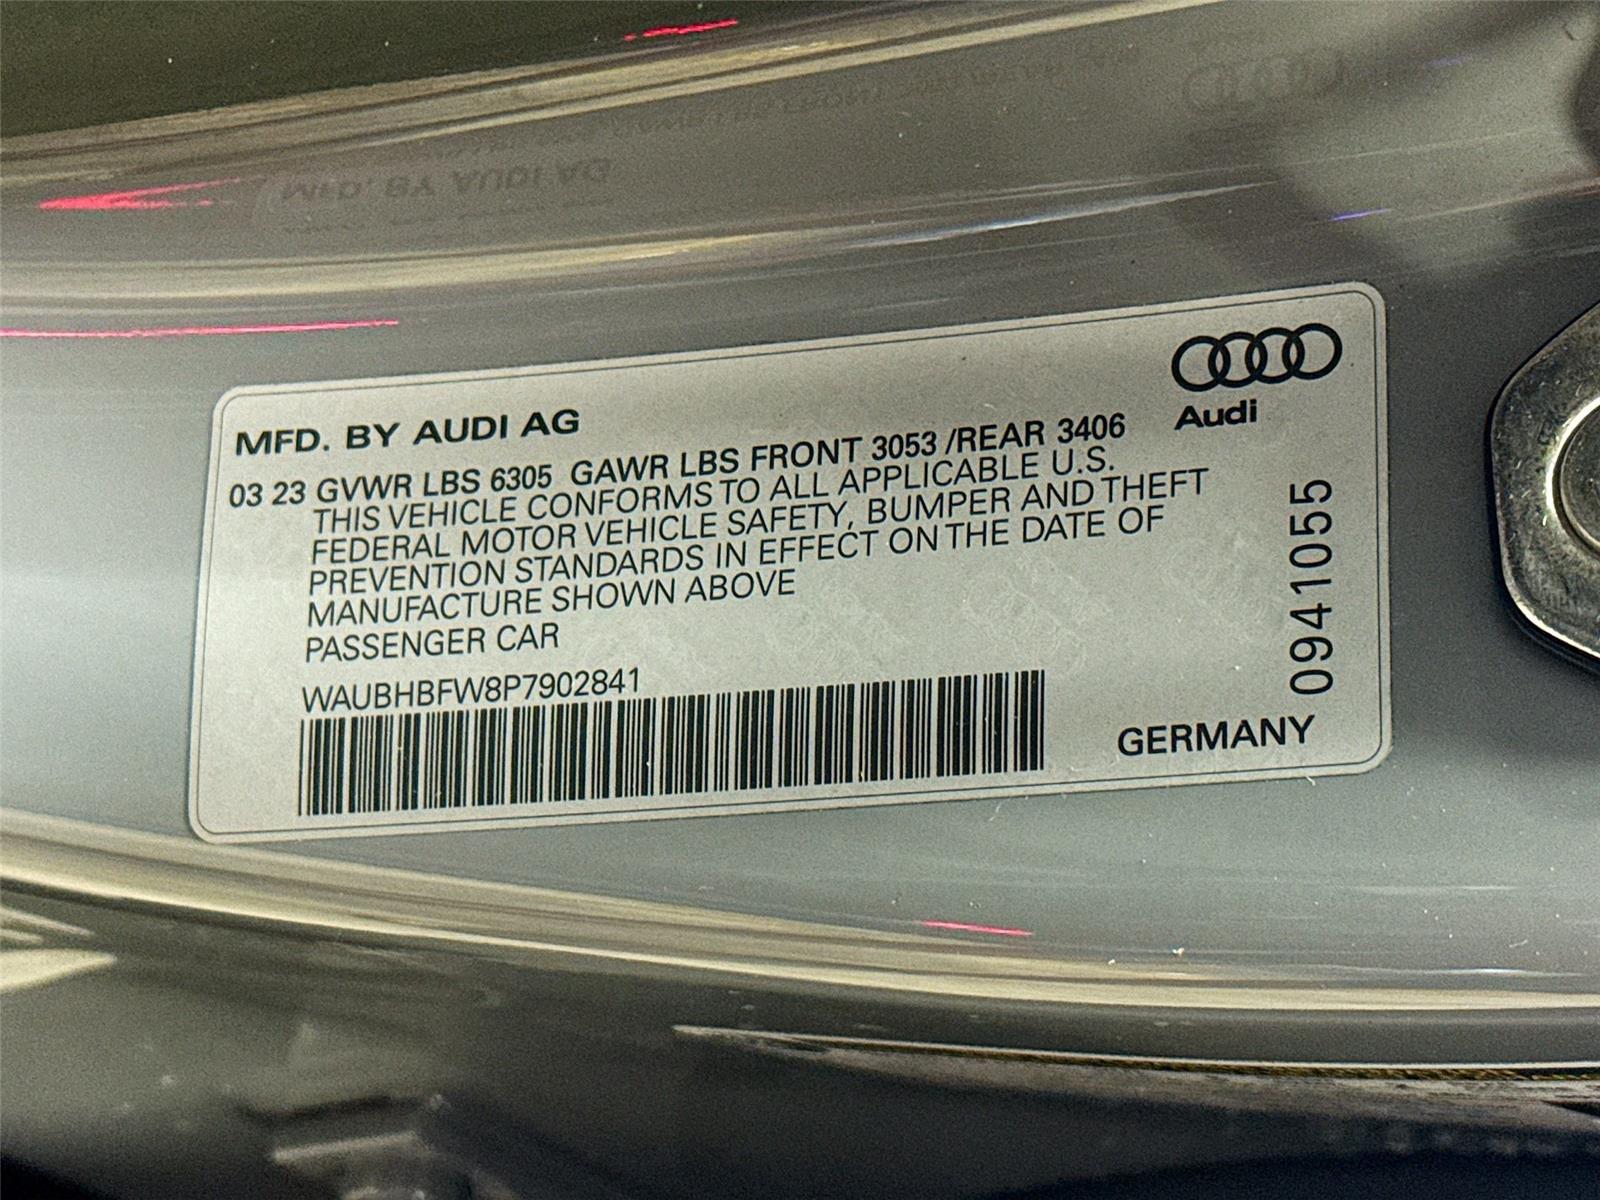 MFD. BY AUDI AG
Audi
03 23 GVWR LBS 6305 GAWR LBS FRONT 3053 /REAR 3406
THIS VEHICLE CONFORMS TO ALL APPLICABLE U.S.
FEDERAL MOTOR VEHICLE SAFETY, BUMPER AND THEFT
PREVENTION STANDARDS IN EFFECT ON THE DATE OF
MANUFACTURE SHOWN ABOVE
PASSENGER CAR
WAUBHBFW8P7902841
GERMANY
0941055